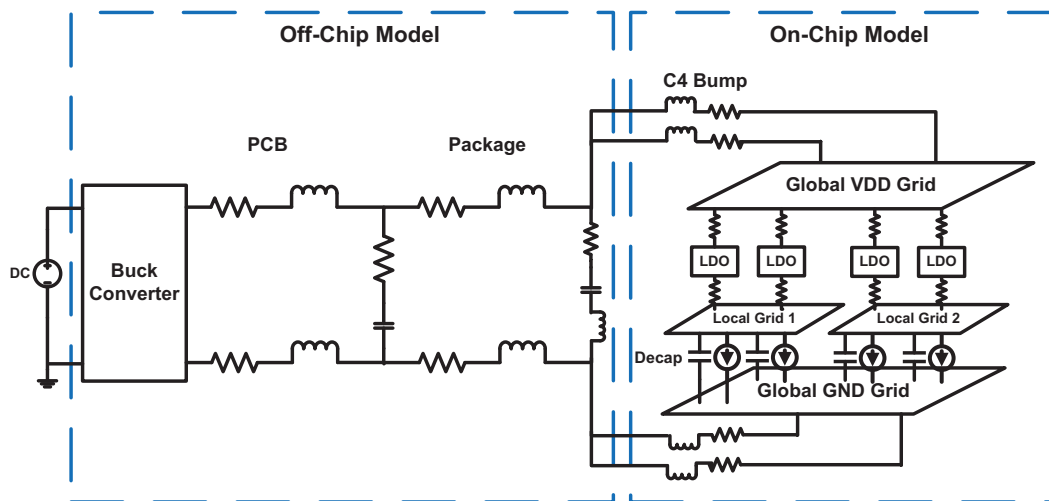 Off-Chip Model
On-Chip Model
C4 Bump
PCB
Package
Global VDD Grid
DC
Buck
Converter
LDO
LDO
LDO
LDO
Local Grid 1
Local Grid 2
Decap
Global GND Grid